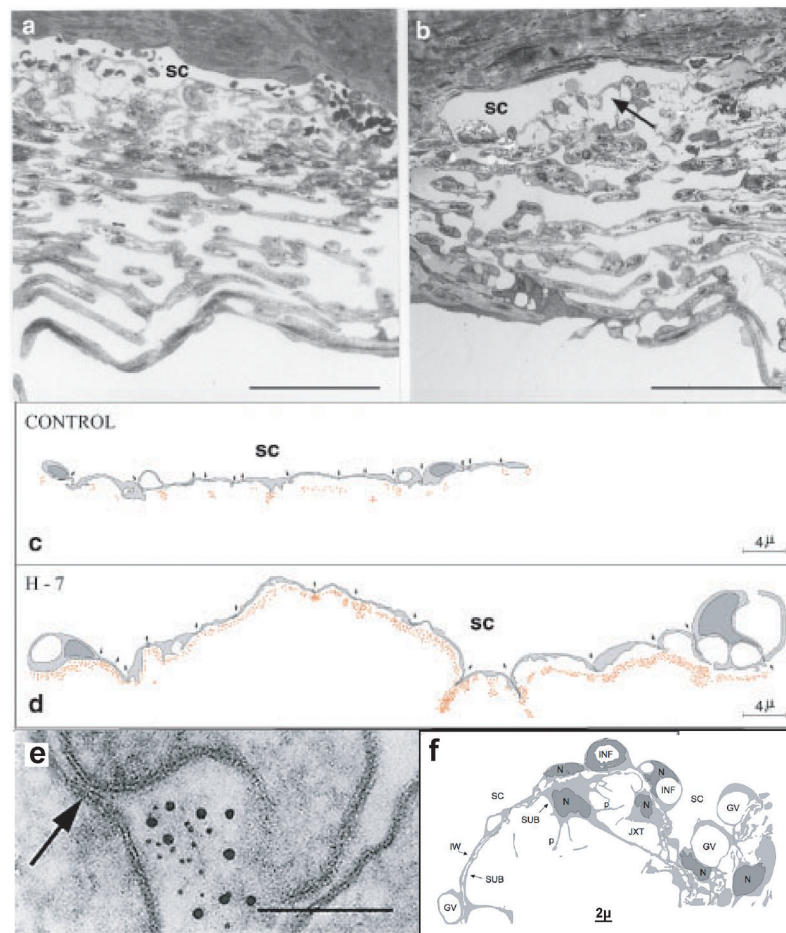 a
SC
b
SC
CONTROL
SC
4μ
c
H - 7
SC
4μ
d
e
f
INF
N
N
SC
INF
SC
SUB
N
p
N
GV
p
JXT
GV
IW
SUB
N
N
GV
2μ